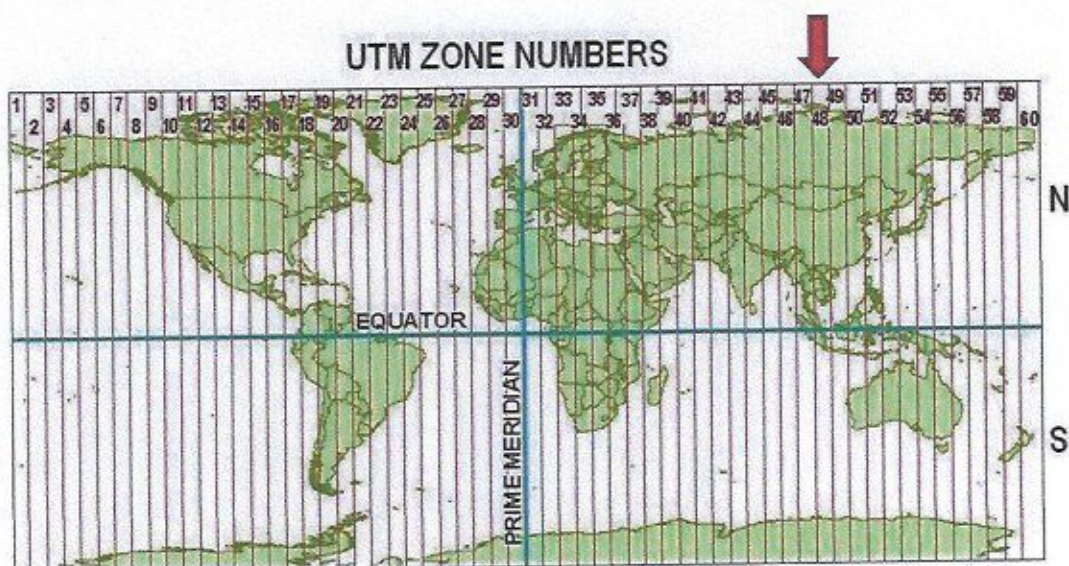 UTM ZONE NUMBERS
1 3 5 7 9 11 13 15 17 19 21 23 25 27 29 31 33 35 37 39 41 43 45 47 49 51 53 55 57 59
2 4 6 8 10 12 14 16 18 20 22 24 26 28 30 32 34 36 38 40 42 44 46 48 50 52 54 56 58 60
N
EQUATOR
PRIME MERIDIAN
S